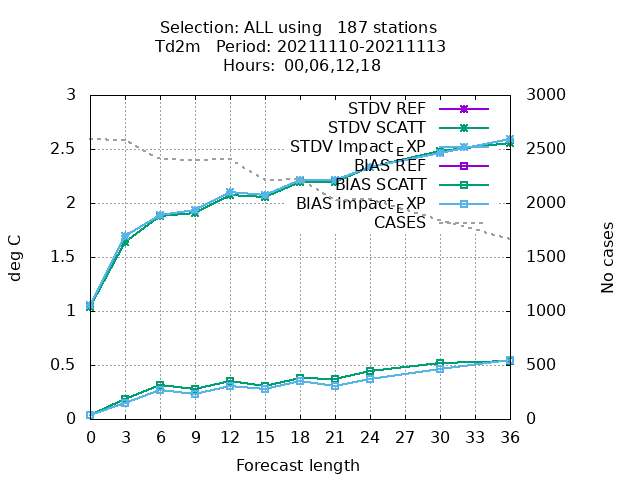 Selection: ALL using   187 stations
Td2m   Period: 20211110-20211113
Hours:  00,06,12,18
3 3000
STDV REF
STDV SCATT
2.5 STDV Impact_EXP 2500
BIAS REF
BIAS SCATT
2 BIAS Impact_EXP 2000
CASES
1.5 1500
deg C
No cases
1 1000
0.5 500
0 0
0 3 6 9 12 15 18 21 24 27 30 33 36
Forecast length